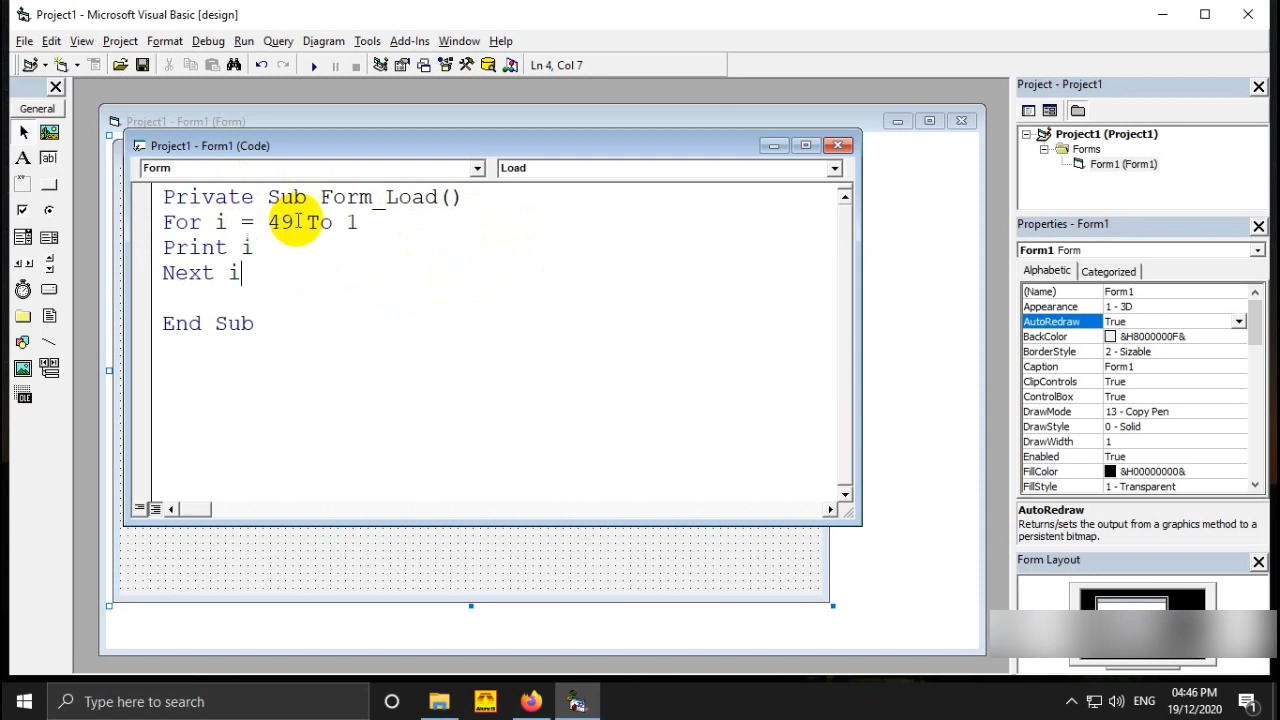 Project1 - Microsoft Visual Basic [design]
File Edit View Project Format Debug Run Query Diagram Tools Add-Ins Window Help
Ln 4, Col 7
General
A ab|
xy
OLE
Project1 - Form1 (Form)
Project1 - Form1 (Code)
Form Load
Private Sub Form_Load()
For i = 49 To 1
Print i
Next i
End Sub
Project - Project1
Project1 (Project1)
Forms
Form1 (Form1)
Properties - Form1
Form1 Form
Alphabetic Categorized
(Name) Form1
Appearance 1 - 3D
AutoRedraw True
BackColor &H8000000F&
BorderStyle 2 - Sizable
Caption Form1
ClipControls True
ControlBox True
DrawMode 13 - Copy Pen
DrawStyle 0 - Solid
DrawWidth 1
Enabled True
FillColor &H00000000&
FillStyle 1 - Transparent
AutoRedraw
Returns/sets the output from a graphics method to a
persistent bitmap.
Form Layout
Type here to search
ENG
04:46 PM
19/12/2020
1